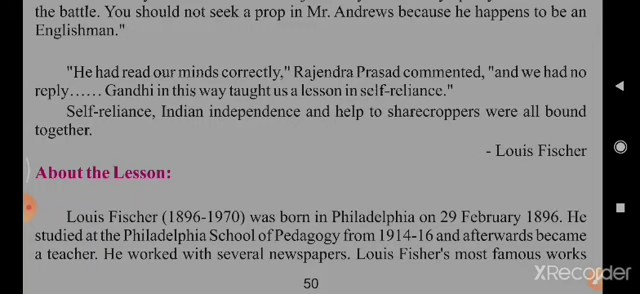 the battle. You should not seek a prop in Mr. Andrews because he happens to be an
Englishman."
"He had read our minds correctly," Rajendra Prasad commented, "and we had no
reply...... Gandhi in this way taught us a lesson in self-reliance."
Self-reliance, Indian independence and help to sharecroppers were all bound
together.
- Louis Fischer
About the Lesson:
Louis Fischer (1896-1970) was born in Philadelphia on 29 February 1896. He
studied at the Philadelphia School of Pedagogy from 1914-16 and afterwards became
a teacher. He worked with several newspapers. Louis Fisher's most famous works
50
XRecorder